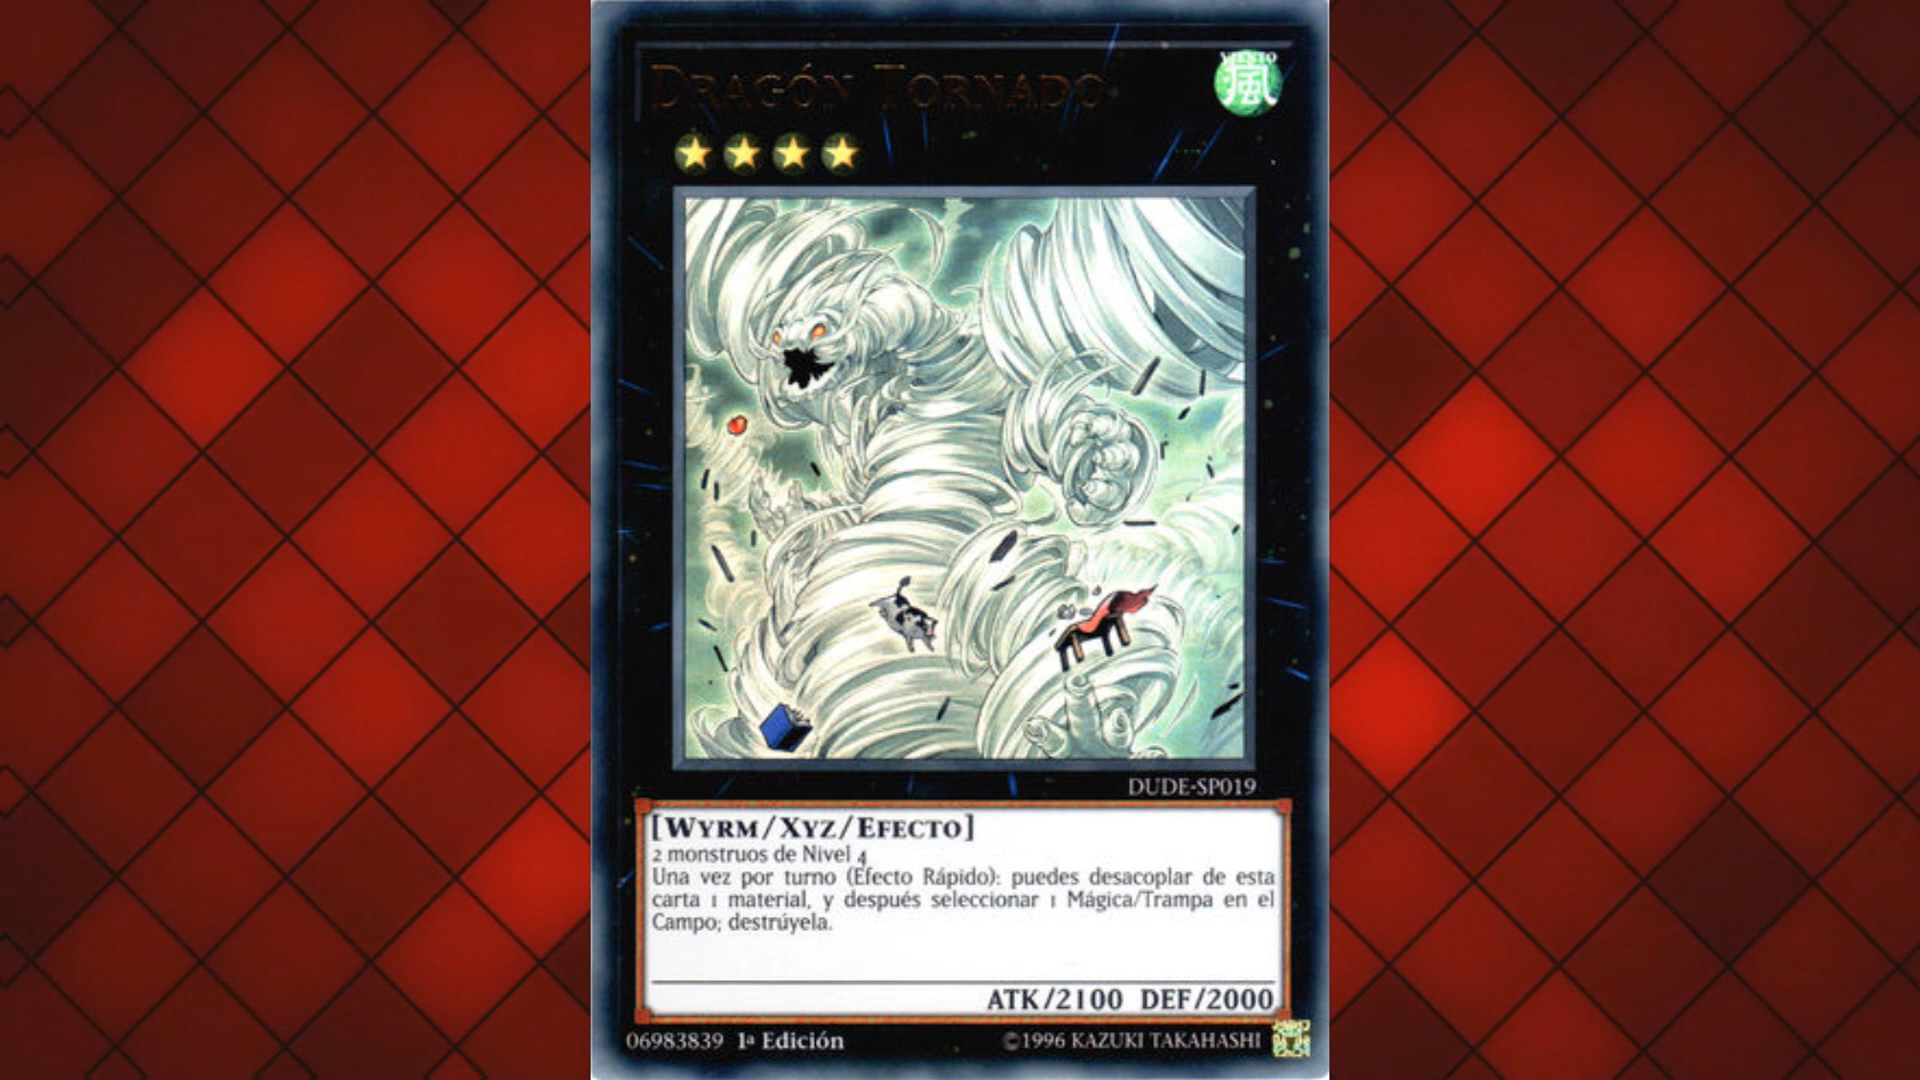 Dragón Tornado
VIENTO
風
DUDE-SP019
[Wyrm/Xyz/Efecto]
2 monstruos de Nivel 4
Una vez por turno (Efecto Rápido): puedes desacoplar de esta
carta 1 material, y después seleccionar 1 Mágica/Trampa en el
Campo; destrúyela.
ATK/2100 DEF/2000
06983839 1ª Edición
©1996 KAZUKI TAKAHASHI